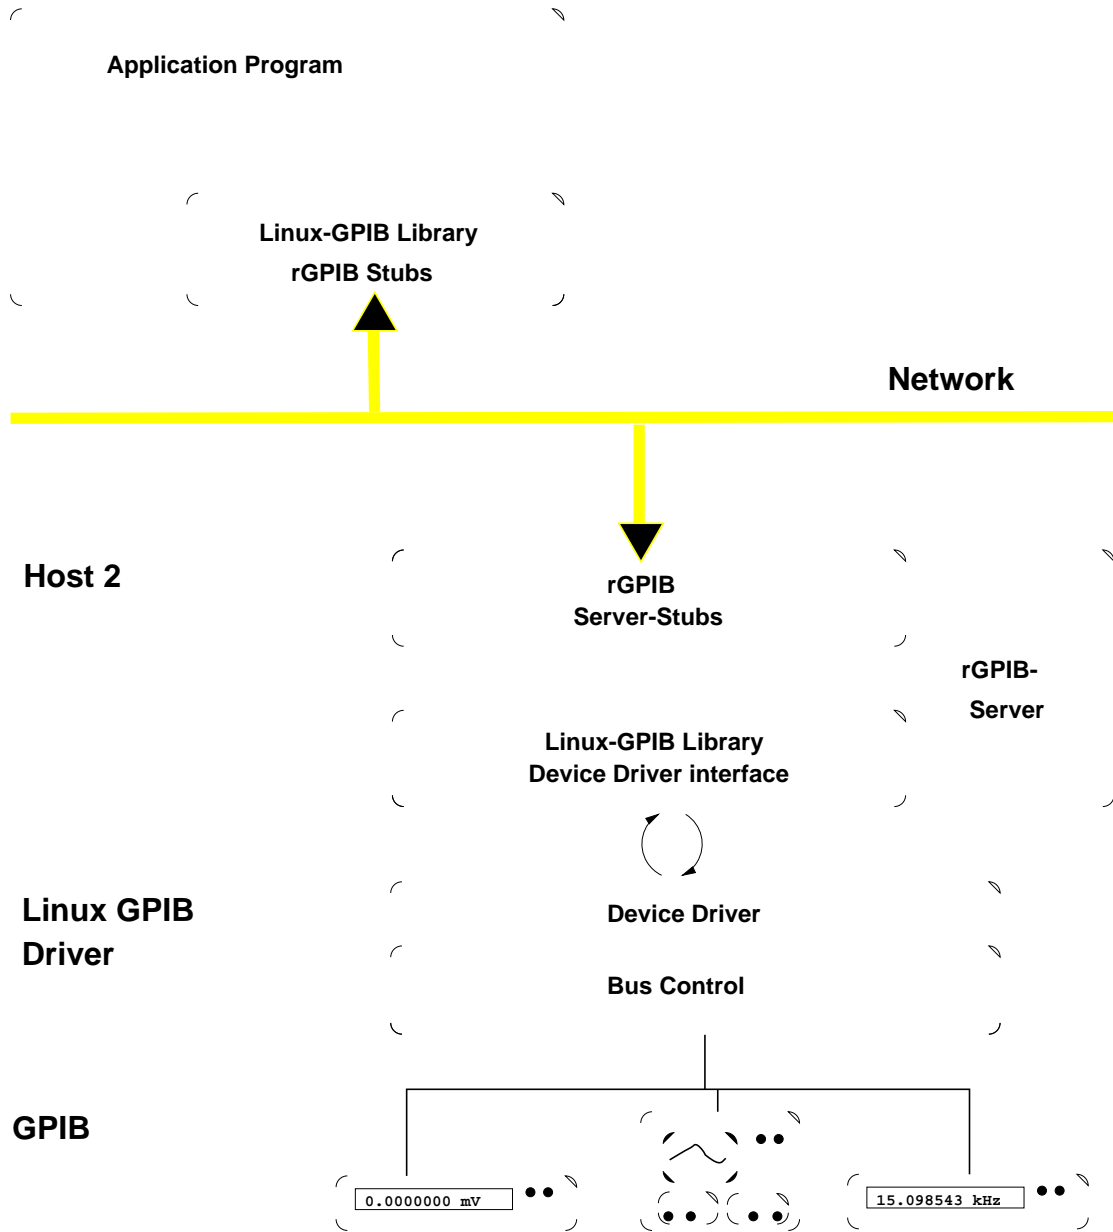 Application Program
Linux-GPIB Library
rGPIB Stubs
Network
Host 2
rGPIB
Server-Stubs
rGPIB-
Server
Linux-GPIB Library
Device Driver interface
Linux GPIB
Driver
Device Driver
Bus Control
GPIB
0.0000000 mV
15.098543 kHz